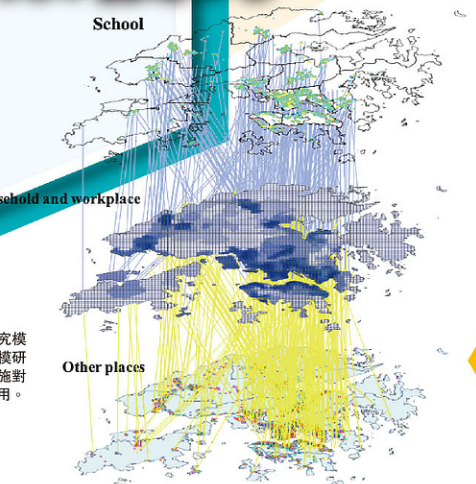 School
sehold and workplace
究模
模研
施對
Other places
用。